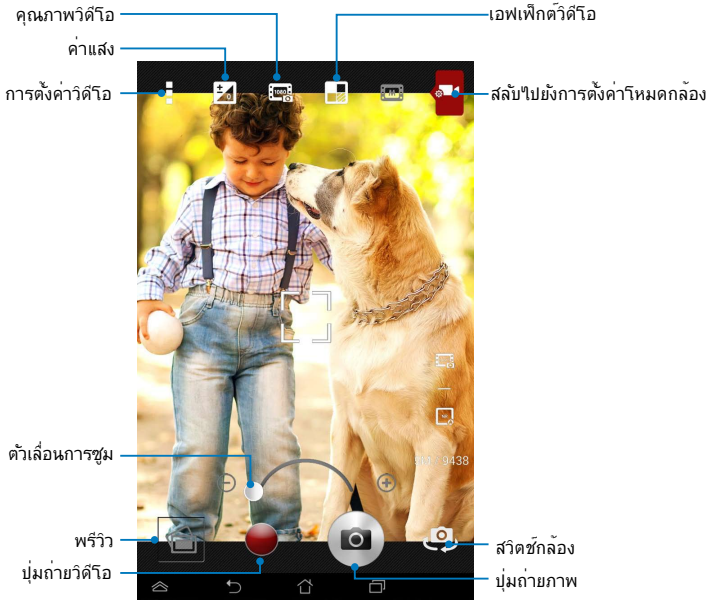 คุณภาพวิดีโอ
เอฟเฟ็กต์วิดีโอ
ค่าแสง
การตั้งค่าวิดีโอ
สลับไปยังการตั้งค่าโหมดกล้อง
1080
9438
ตัวเลื่อนการซูม
พรีวิว
สวิตช์กล้อง
ปุ่มถ่ายวิดีโอ
ปุ่มถ่ายภาพ